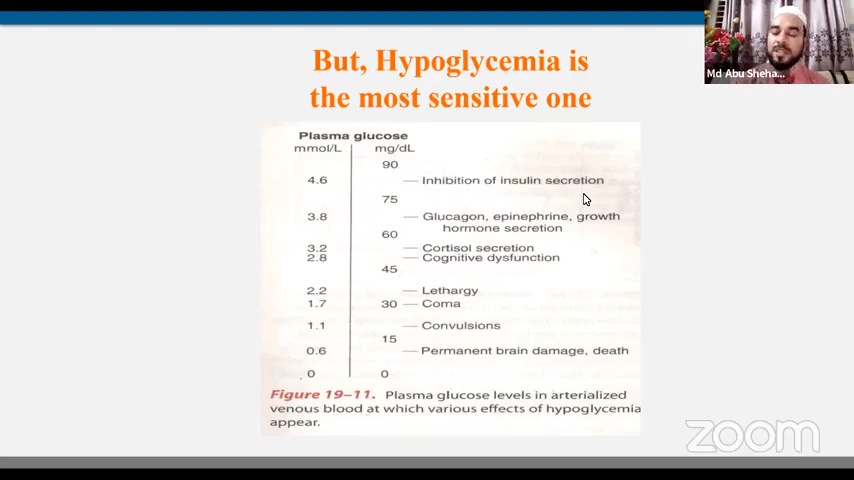 But, Hypoglycemia is
the most sensitive one
Md Abu Sheha...
Plasma glucose
mmol/L mg/dL
90
4.6 Inhibition of insulin secretion
75
3.8 Glucagon, epinephrine, growth
hormone secretion
60
3.2 Cortisol secretion
2.8 Cognitive dysfunction
45
2.2 Lethargy
1.7 30 Coma
1.1 Convulsions
15
0.6 Permanent brain damage, death
0 0
Figure 19–11. Plasma glucose levels in arterialized
venous blood at which various effects of hypoglycemia
appear.
zoom